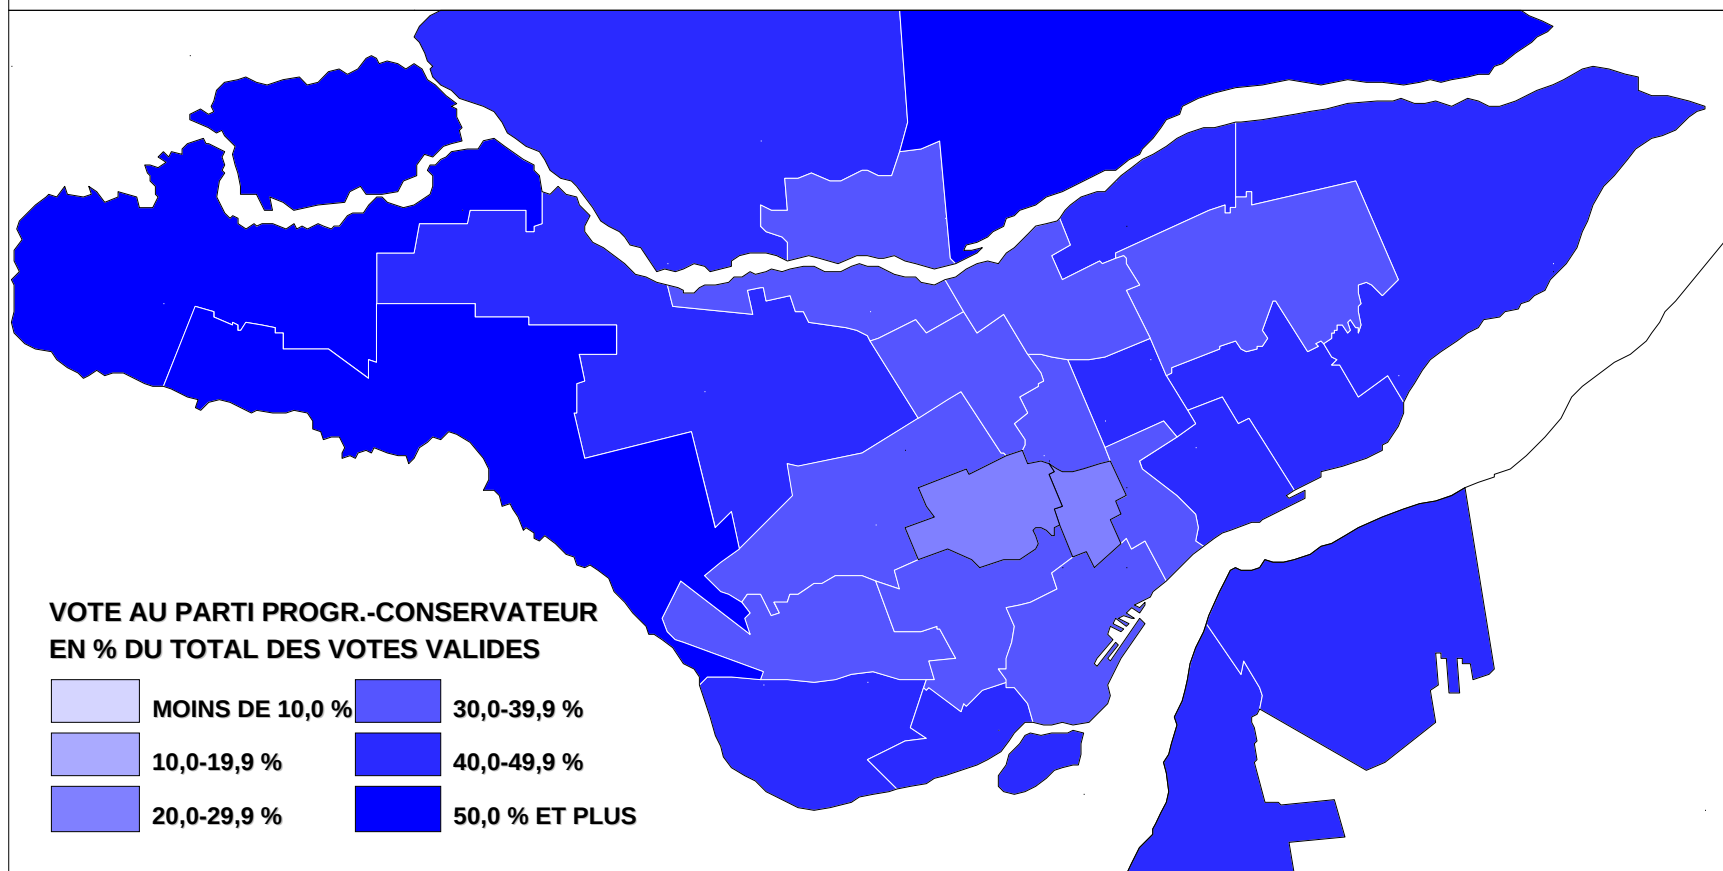 VOTE AU PARTI PROGR.-CONSERVATEUR
EN % DU TOTAL DES VOTES VALIDES
MOINS DE 10,0 %
10,0-19,9 %
20,0-29,9 %
30,0-39,9 %
40,0-49,9 %
50,0 % ET PLUS